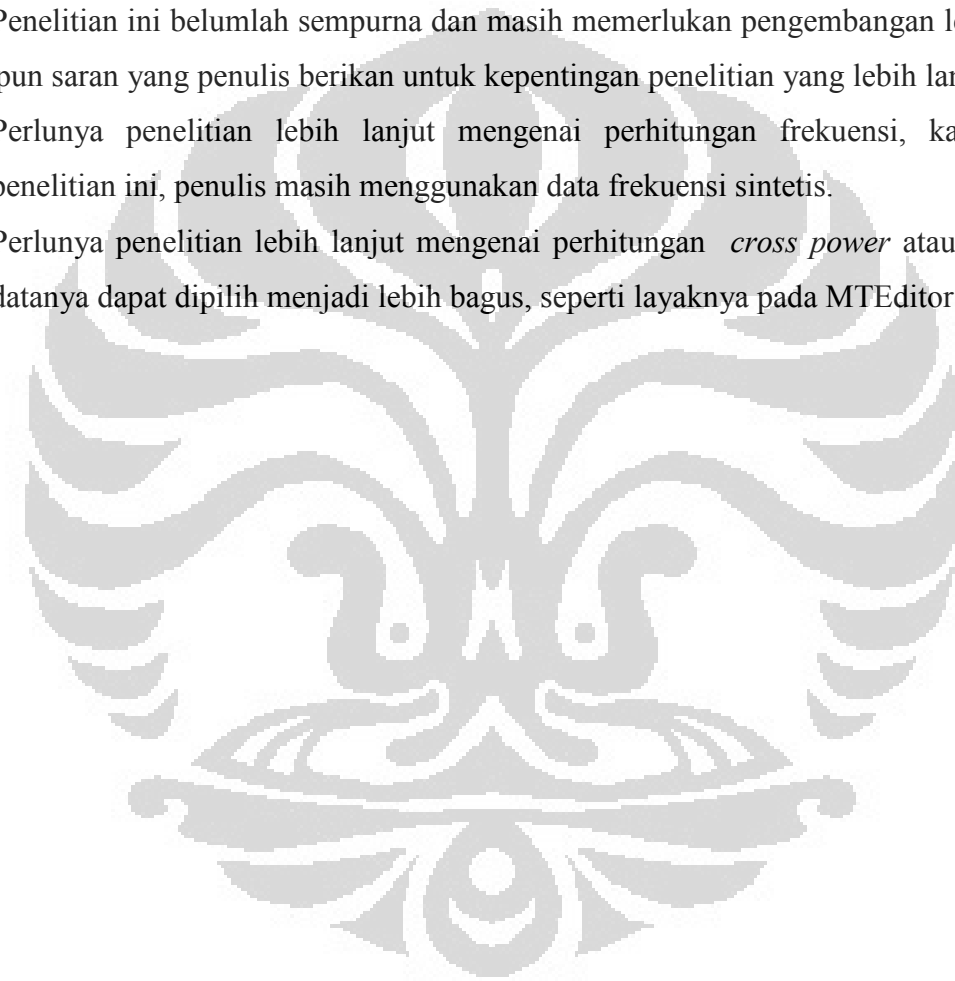 Penelitian ini belumlah sempurna dan masih memerlukan pengembangan
saran yang penulis berikan untuk kepentingan penelitian yang lebih
Perlunya penelitian lebih lanjut mengenai perhitungan frekuensi,
penelitian ini, penulis masih menggunakan data frekuensi sintetis.
Perlunya penelitian lebih lanjut mengenai perhitungan cross power atau
datanya dapat dipilih menjadi lebih bagus, seperti layaknya pada MTEditor